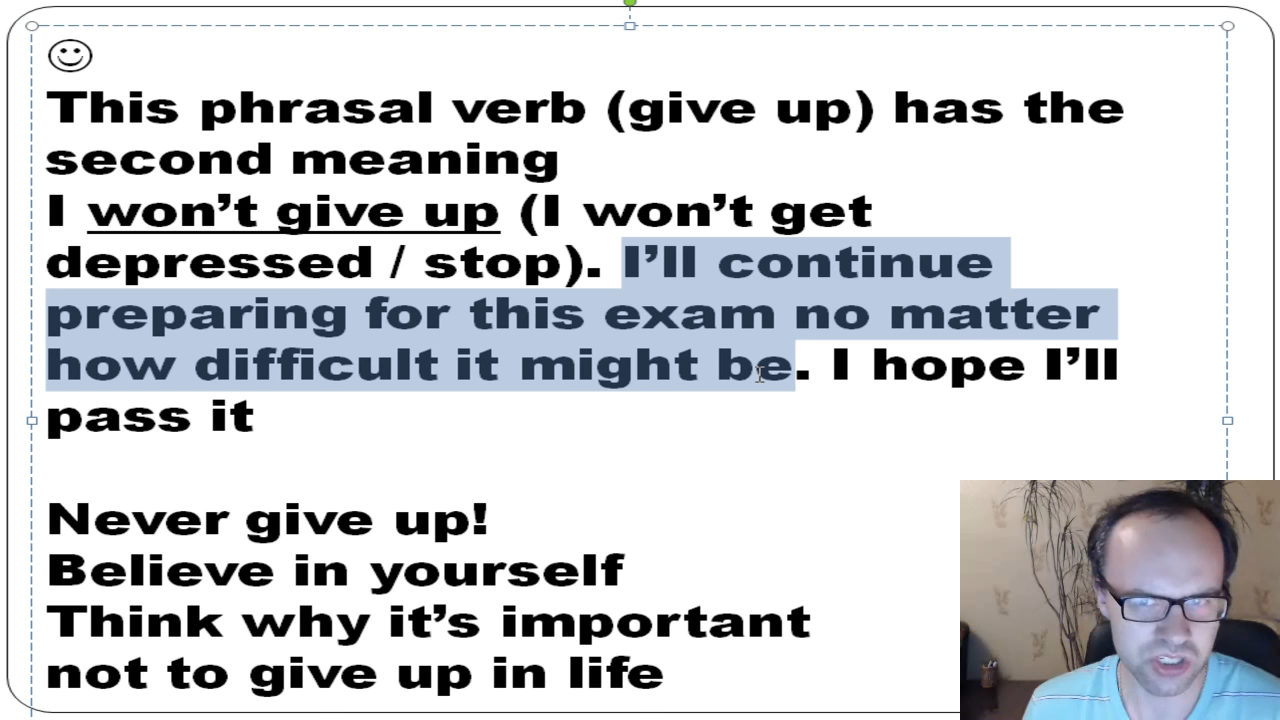 This phrasal verb (give up) has the
second meaning
I won’t give up (I won’t get
depressed / stop). I’ll continue
preparing for this exam no matter
how difficult it might be. I hope I’ll
pass it
Never give up!
Believe in yourself
Think why it’s important
not to give up in life